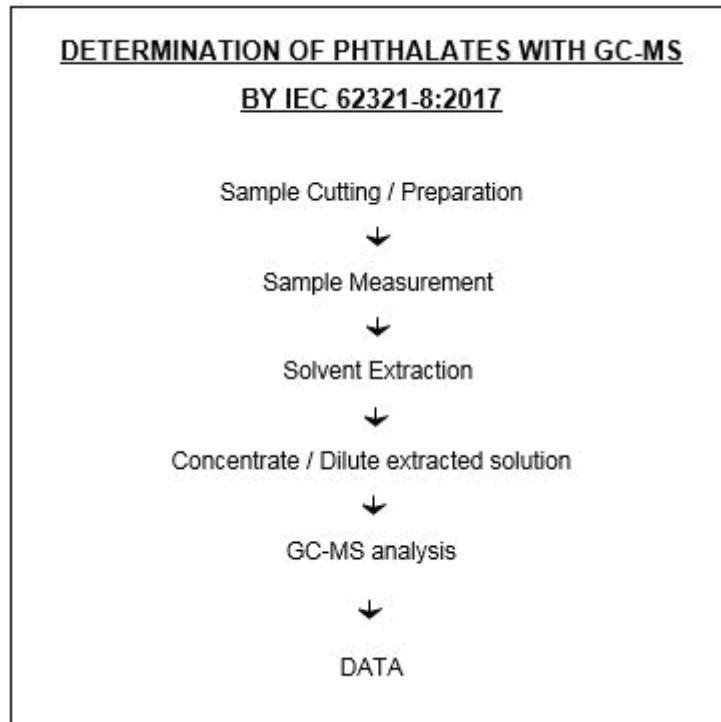 DETERMINATION OF PHTHALATES WITH GC-MS
BY IEC 62321-8:2017
Sample Cutting / Preparation
Sample Measurement
Solvent Extraction
Concentrate / Dilute extracted solution
GC-MS analysis
DATA